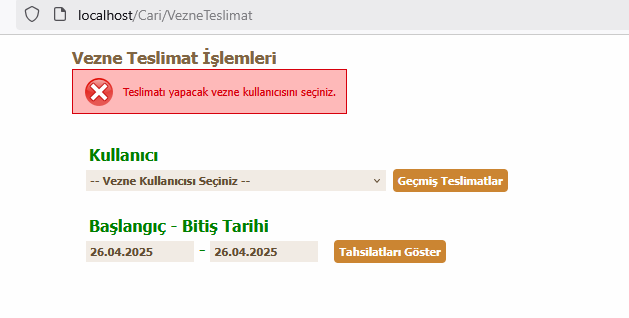 localhost/Cari/VezneTeslimat
Vezne Teslimat İşlemleri
Teslimatı yapacak vezne kullanıcısını seçiniz.
Kullanıcı
-- Vezne Kullanıcısı Seçiniz --
Geçmiş Teslimatlar
Başlangıç - Bitiş Tarihi
26.04.2025 - 26.04.2025 Tahsilatları Göster